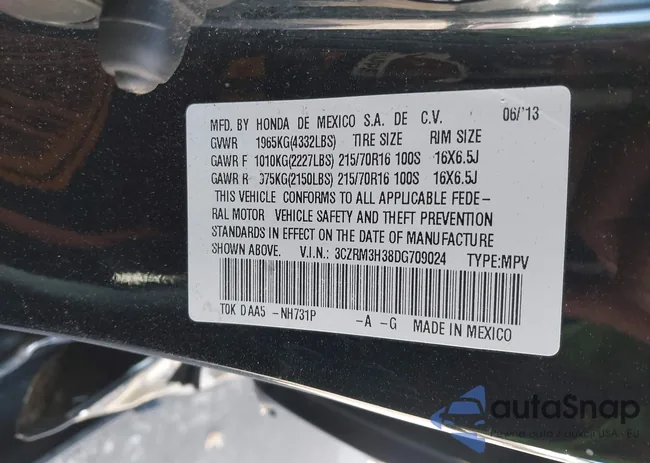 MFD. BY HONDA DE MEXICO S.A. DE C.V. 06/'13
GVWR 1965KG(4332LBS) TIRE SIZE RIM SIZE
GAWR F 1010KG(2227LBS) 215/70R16 100S 16X6.5J
GAWR R 975KG(2150LBS) 215/70R16 100S 16X6.5J
THIS VEHICLE CONFORMS TO ALL APPLICABLE FEDE-
RAL MOTOR VEHICLE SAFETY AND THEFT PREVENTION
STANDARDS IN EFFECT ON THE DATE OF MANUFACTURE
SHOWN ABOVE. V.I.N.: 3CZRM3H38DG709024 TYPE:MPV
T0K D AA5 -NH731P -A -G MADE IN MEXICO
autoSnap
USA - EU